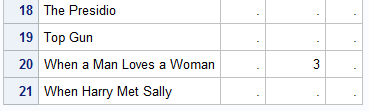 18 The Presidio . . .
19 Top Gun . . .
20 When a Man Loves a Woman . 3 .
21 When Harry Met Sally . . .